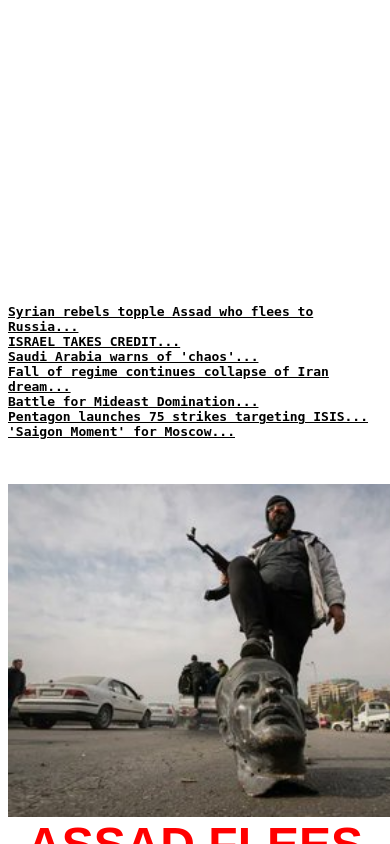 Syrian rebels topple Assad who flees to
Russia...
ISRAEL TAKES CREDIT...
Saudi Arabia warns of 'chaos'...
Fall of regime continues collapse of Iran
dream...
Battle for Mideast Domination...
Pentagon launches 75 strikes targeting ISIS...
'Saigon Moment' for Moscow...
ASSAD FLEES